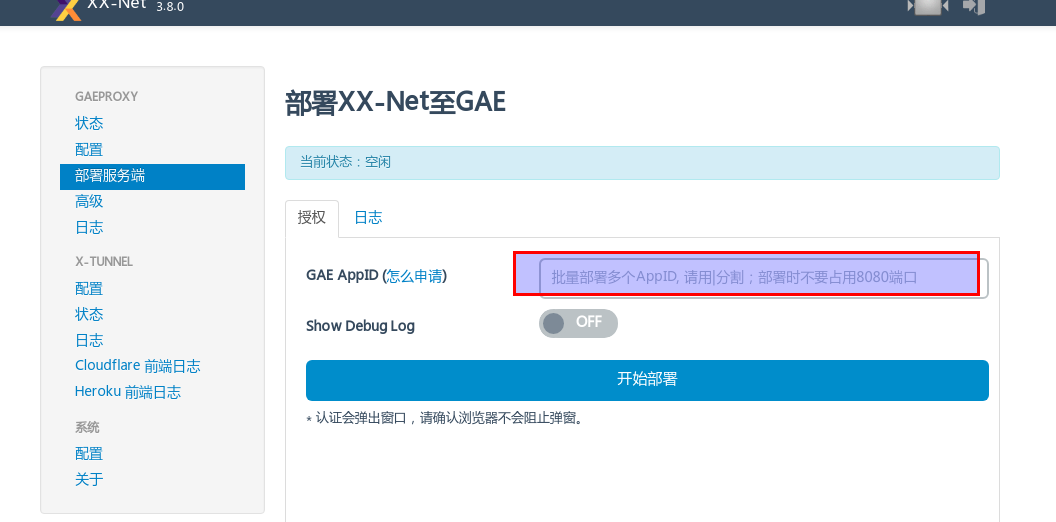 XX-Net 3.8.0
GAEPROXY
状态
配置
部署服务端
高级
日志
X-TUNNEL
配置
状态
日志
Cloudflare 前端日志
Heroku 前端日志
系统
配置
关于
部署XX-Net至GAE
当前状态：空闲
授权 日志
GAE AppID (怎么申请) 批量部署多个AppID, 请用|分割；部署时不要占用8080端口
Show Debug Log OFF
开始部署
* 认证会弹出窗口，请确认浏览器不会阻止弹窗。